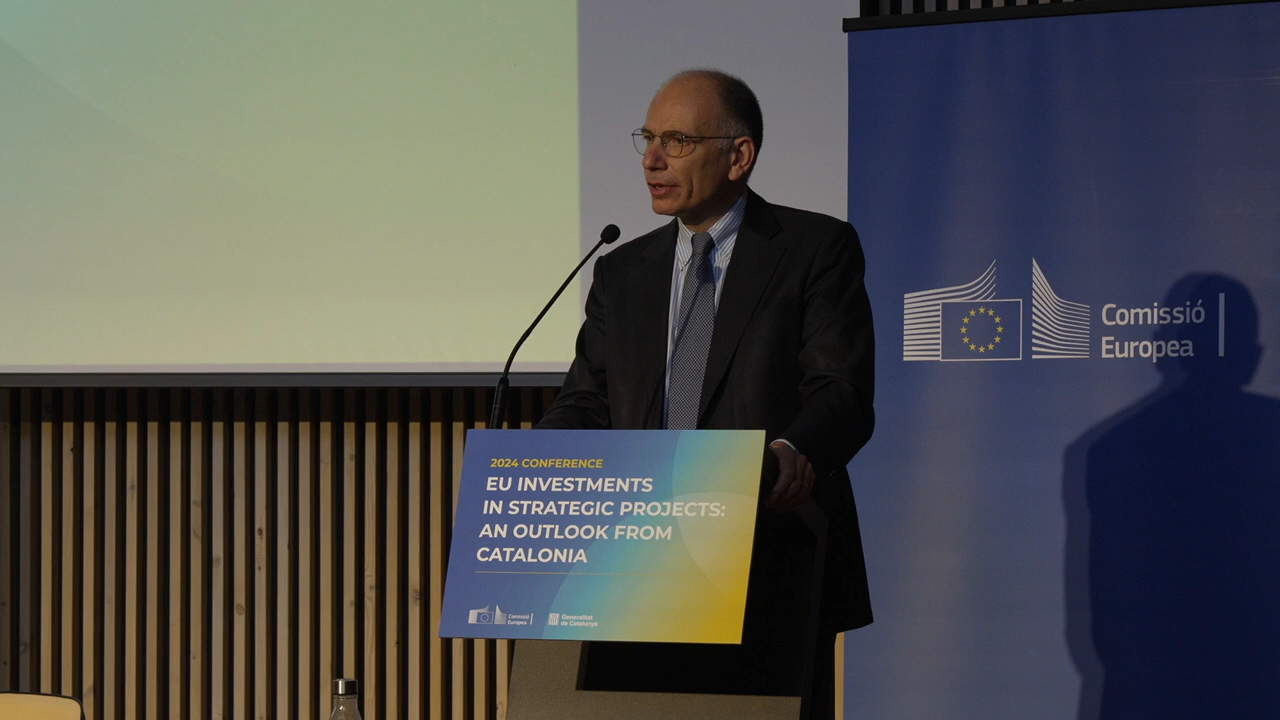 Comissió
Europea
2024 CONFERENCE
EU INVESTMENTS
IN STRATEGIC PROJECTS:
AN OUTLOOK FROM
CATALONIA
Comissió
Europea
Generalitat
de Catalunya